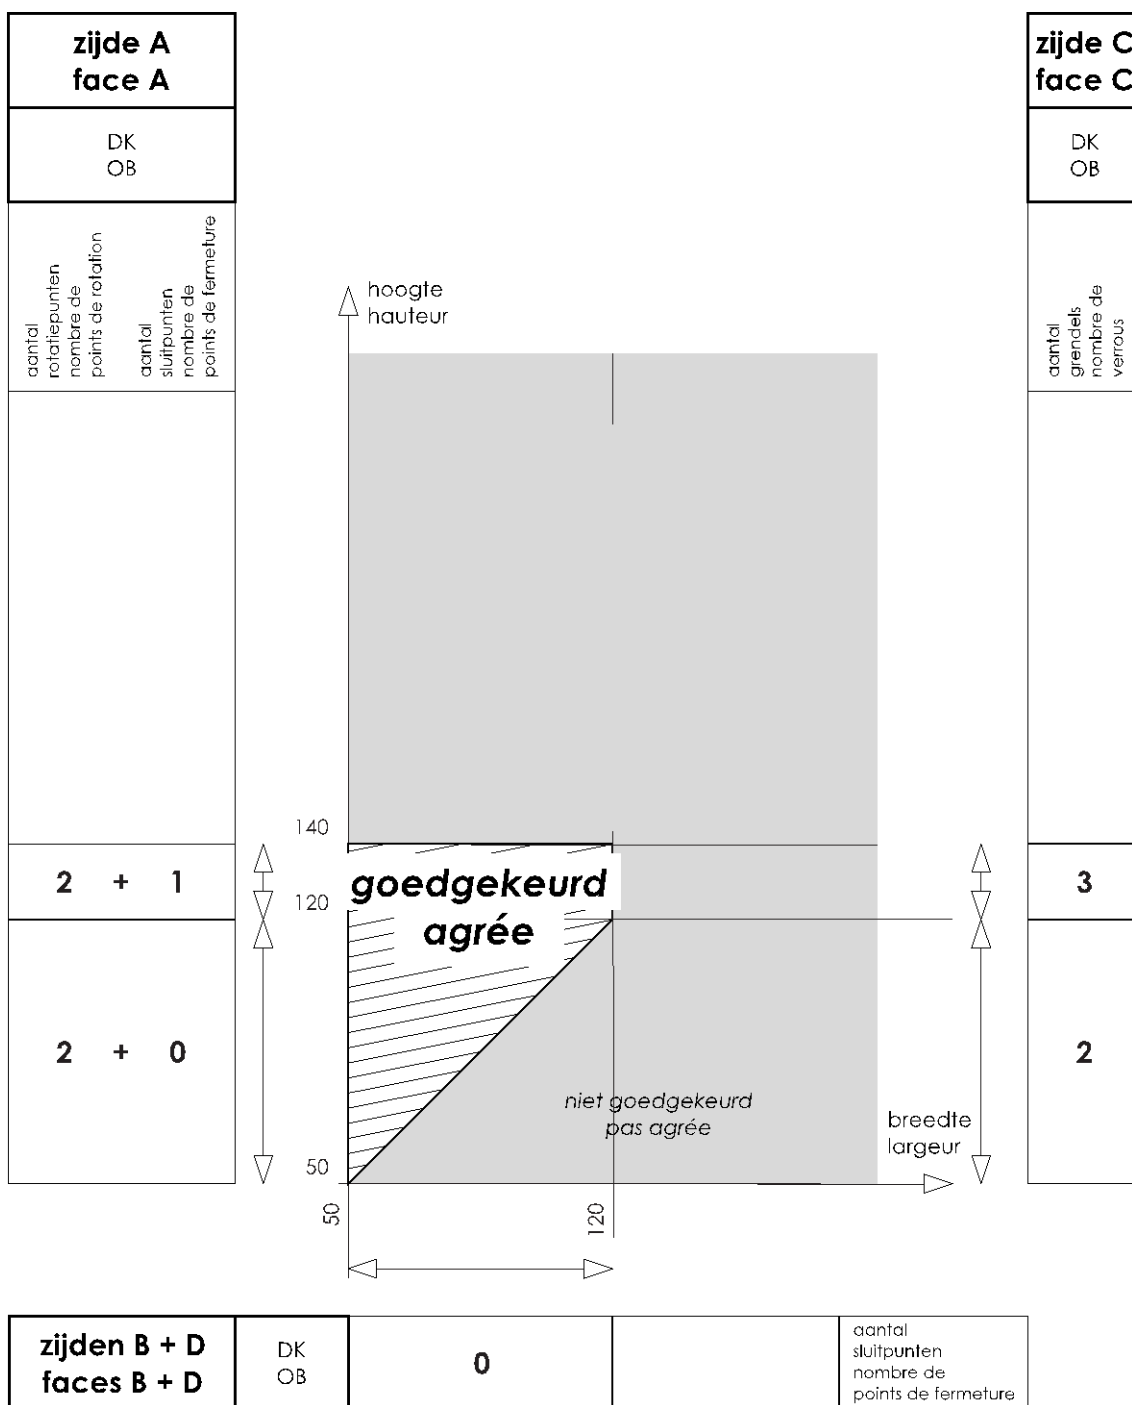 zijde A
face A
DK
OB
aantal
rotatiepunten
nombre de
points de rotation
aantal
sluitpunten
nombre de
points de fermeture
zijde C
face C
DK
OB
aantal
grendels
nombre de
verrous
hoogte
hauteur
140
120
50
2 + 1
2 + 0
goedgekeurd
agrée
niet goedgekeurd
pas agrée
breedte
largeur
3
2
50
120
zijden B + D
faces B + D
DK
OB
0
aantal
sluitpunten
nombre de
points de fermeture